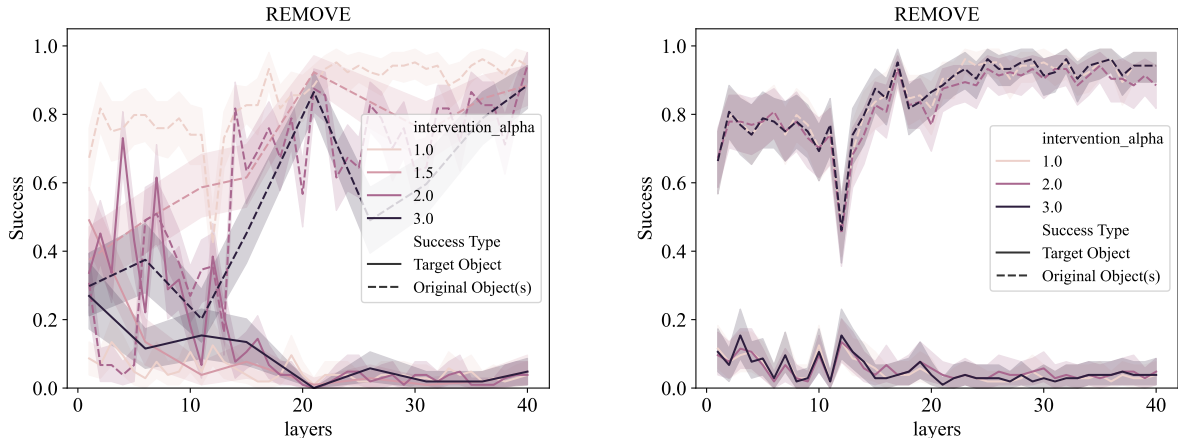 REMOVE
1.0
0.8
0.6
0.4
0.2
0.0
Success
0
10
20
30
40
layers
intervention_alpha
1.0
1.5
2.0
3.0
Success Type
Target Object
Original Object(s)
REMOVE
1.0
0.8
0.6
0.4
0.2
0.0
Success
0
10
20
30
40
layers
intervention_alpha
1.0
2.0
3.0
Success Type
Target Object
Original Object(s)